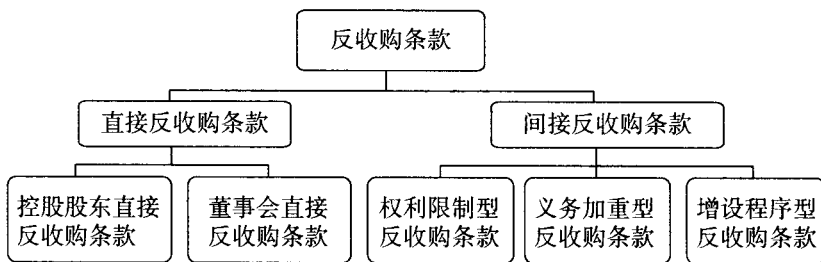 反收购条款
直接反收购条款
间接反收购条款
控股股东直接
反收购条款
董事会直接
反收购条款
权利限制型
反收购条款
义务加重型
反收购条款
增设程序型
反收购条款